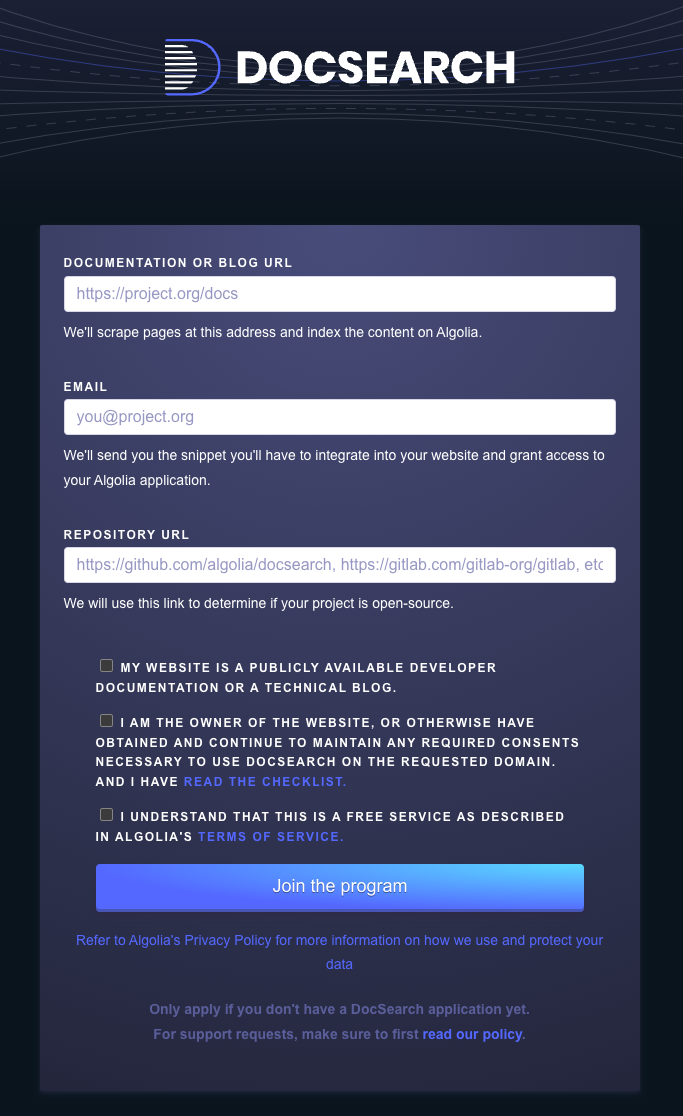 DOCSEARCH
DOCUMENTATION OR BLOG URL
https://project.org/docs
We'll scrape pages at this address and index the content on Algolia.
EMAIL
you@project.org
We'll send you the snippet you'll have to integrate into your website and grant access to
your Algolia application.
REPOSITORY URL
https://github.com/algolia/docsearch, https://gitlab.com/gitlab-org/gitlab, etc
We will use this link to determine if your project is open-source.
MY WEBSITE IS A PUBLICLY AVAILABLE DEVELOPER
DOCUMENTATION OR A TECHNICAL BLOG.
I AM THE OWNER OF THE WEBSITE, OR OTHERWISE HAVE
OBTAINED AND CONTINUE TO MAINTAIN ANY REQUIRED CONSENTS
NECESSARY TO USE DOCSEARCH ON THE REQUESTED DOMAIN.
AND I HAVE READ THE CHECKLIST.
I UNDERSTAND THAT THIS IS A FREE SERVICE AS DESCRIBED
IN ALGOLIA'S TERMS OF SERVICE.
Join the program
Refer to Algolia's Privacy Policy for more information on how we use and protect your
data
Only apply if you don't have a DocSearch application yet.
For support requests, make sure to first read our policy.